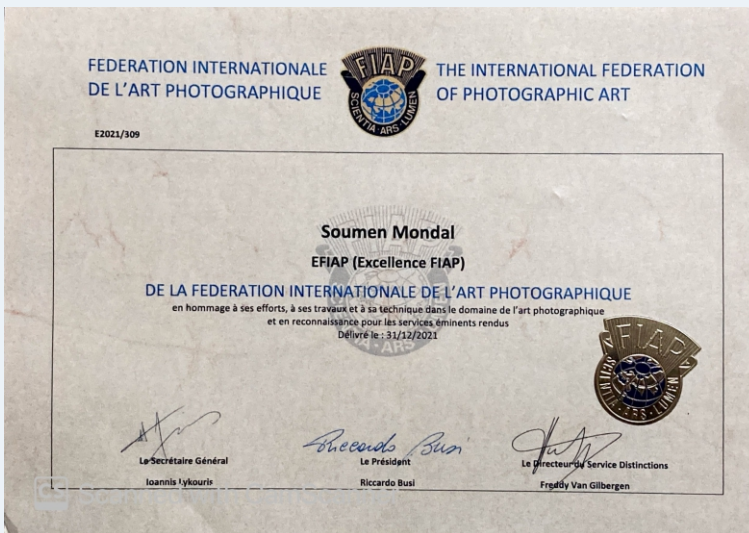 FEDERATION INTERNATIONALE
DE L'ART PHOTOGRAPHIQUE
FIAP
SCIENTIA ARS LUMEN
THE INTERNATIONAL FEDERATION
OF PHOTOGRAPHIC ART
E2021/309
Soumen Mondal
EFIAP (Excellence FIAP)
DE LA FEDERATION INTERNATIONALE DE L'ART PHOTOGRAPHIQUE
en hommage à ses efforts, à ses travaux et à sa technique dans le domaine de l'art photographique
et en reconnaissance pour les services éminents rendus
Délivré le : 31/12/2021
FIAP
SCIENTIA ARS LUMEN
Riccardo Busi
Le Secrétaire Général
Le Président
Le Directeur du Service Distinctions
Ioannis Lykouris
Riccardo Busi
Freddy Van Gilbergen
CS